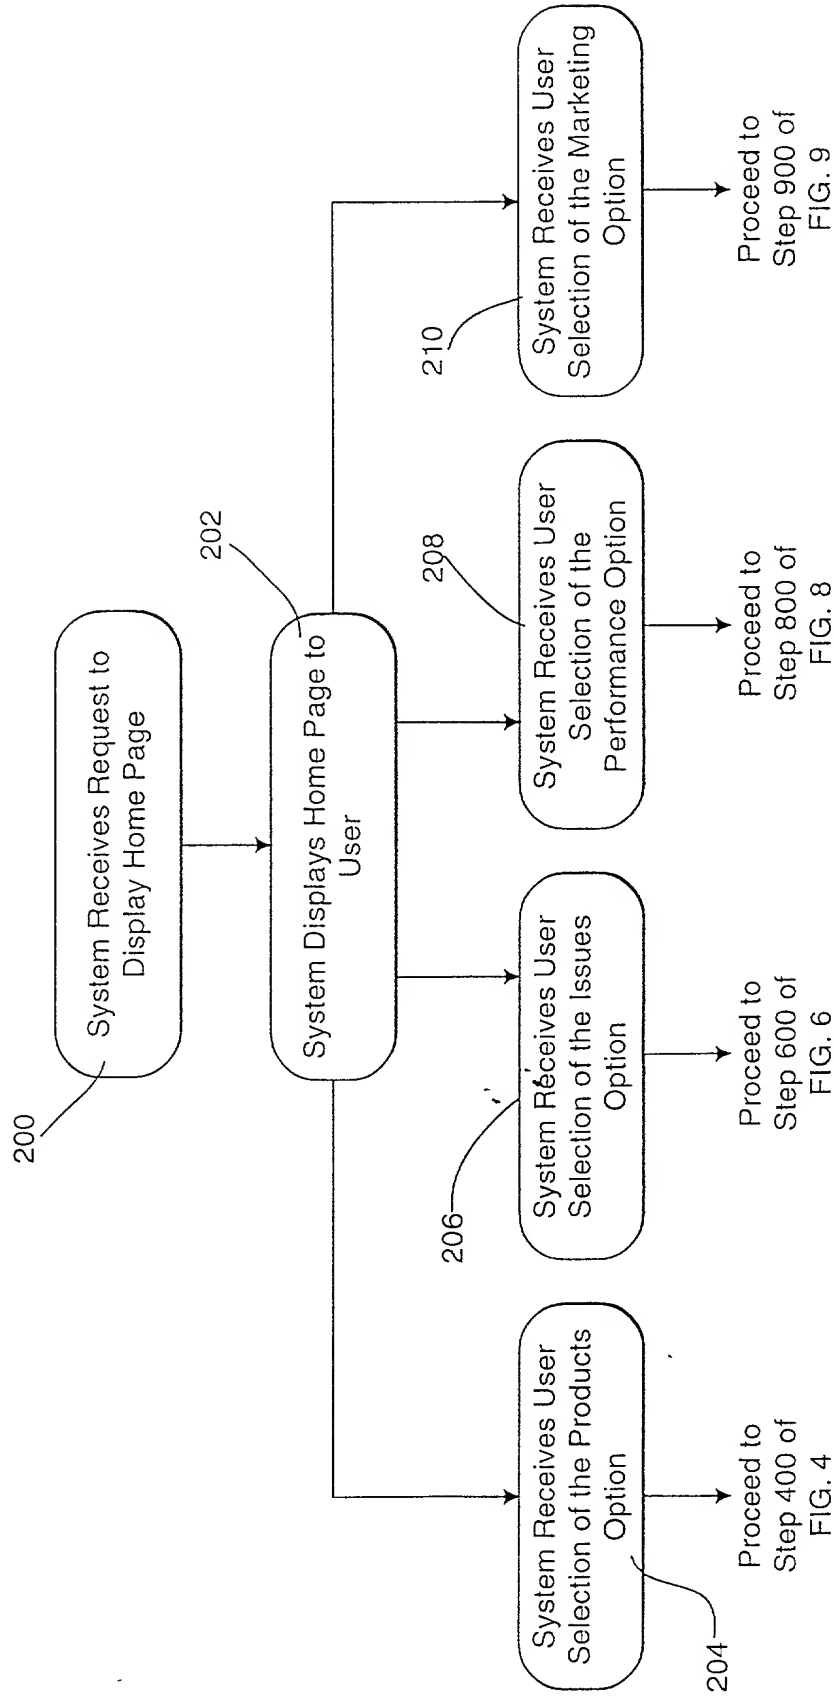 200
System Receives Request to
Display Home Page
202
System Displays Home Page to
User
204
System Receives User
Selection of the Products
Option
Proceed to
Step 400 of
FIG. 4
206
System Receives User
Selection of the Issues
Option
Proceed to
Step 600 of
FIG. 6
208
System Receives User
Selection of the
Performance Option
Proceed to
Step 800 of
FIG. 8
210
System Receives User
Selection of the Marketing
Option
Proceed to
Step 900 of
FIG. 9